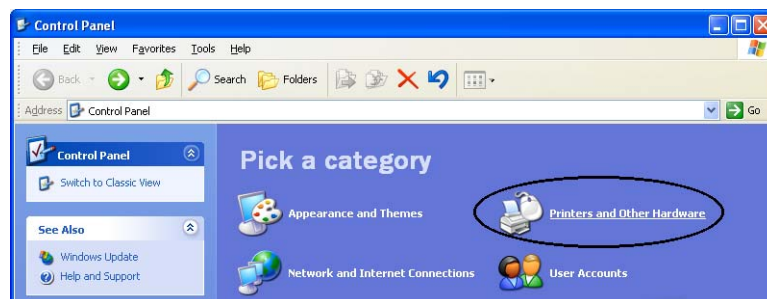 Control Panel
File Edit View Favorites Tools Help
Back Search Folders
Address Control Panel Go
Control Panel
Switch to Classic View
See Also
Windows Update
Help and Support
Pick a category
Appearance and Themes Printers and Other Hardware
Network and Internet Connections User Accounts